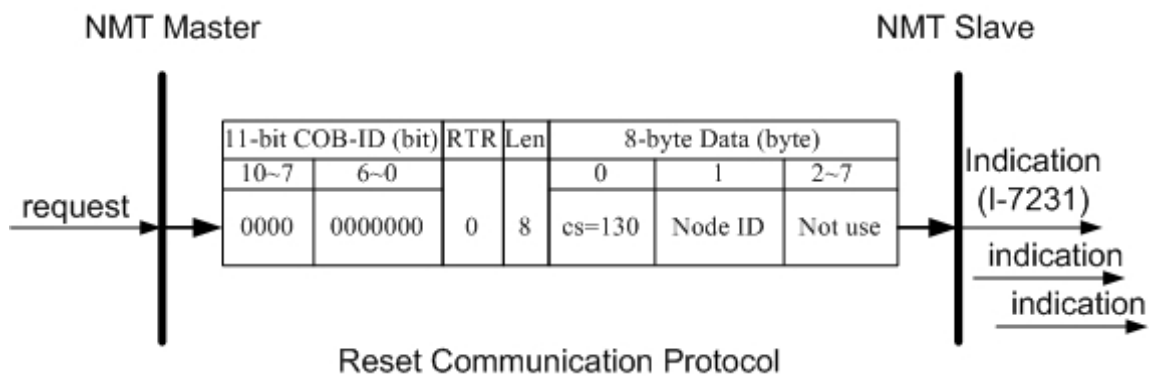 NMT Master
NMT Slave
11-bit COB-ID (bit) RTR Len 8-byte Data (byte)
10~7 6~0 0 1 2~7
0000 0000000 0 8 cs=130 Node ID Not use
request
Indication
(I-7231)
indication
indication
Reset Communication Protocol